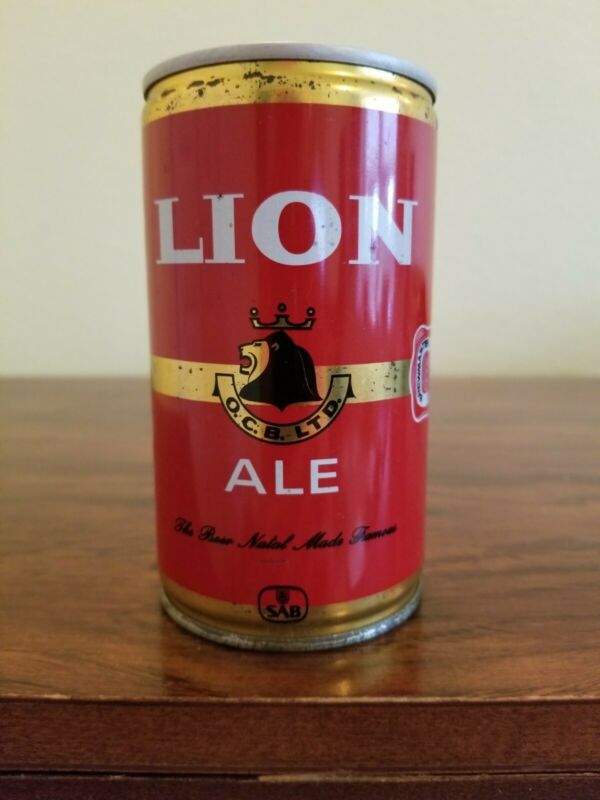 LION
O.C.B. LTD.
ALE
The Beer Natal Made Famous
SAB